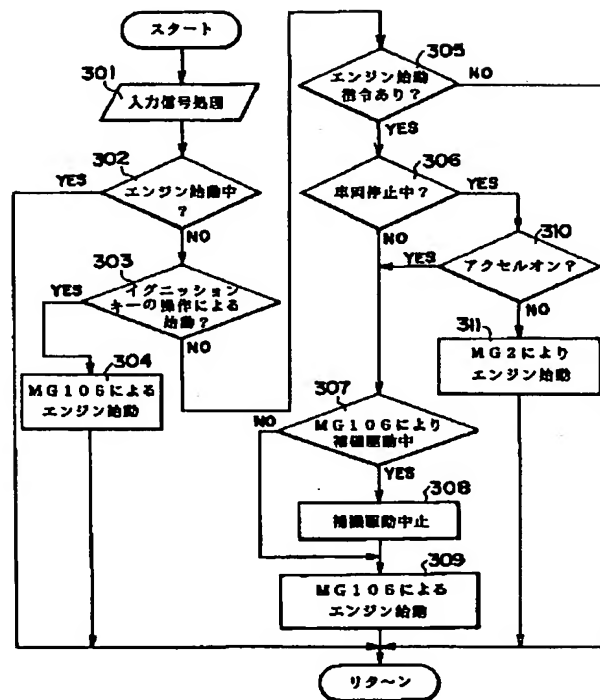 スタート
301
入力信号処理
302
エンジン始動中
?
YES
NO
303
イグニッション
キーの操作による
始動?
YES
NO
304
MG106による
エンジン始動
305
エンジン始動
指令あり?
NO
YES
306
車両停止中?
YES
NO
310
アクセルオン?
YES
NO
311
MG2により
エンジン始動
307
MG106により
補機駆動中
NO
YES
308
補機駆動中止
309
MG106による
エンジン始動
リターン